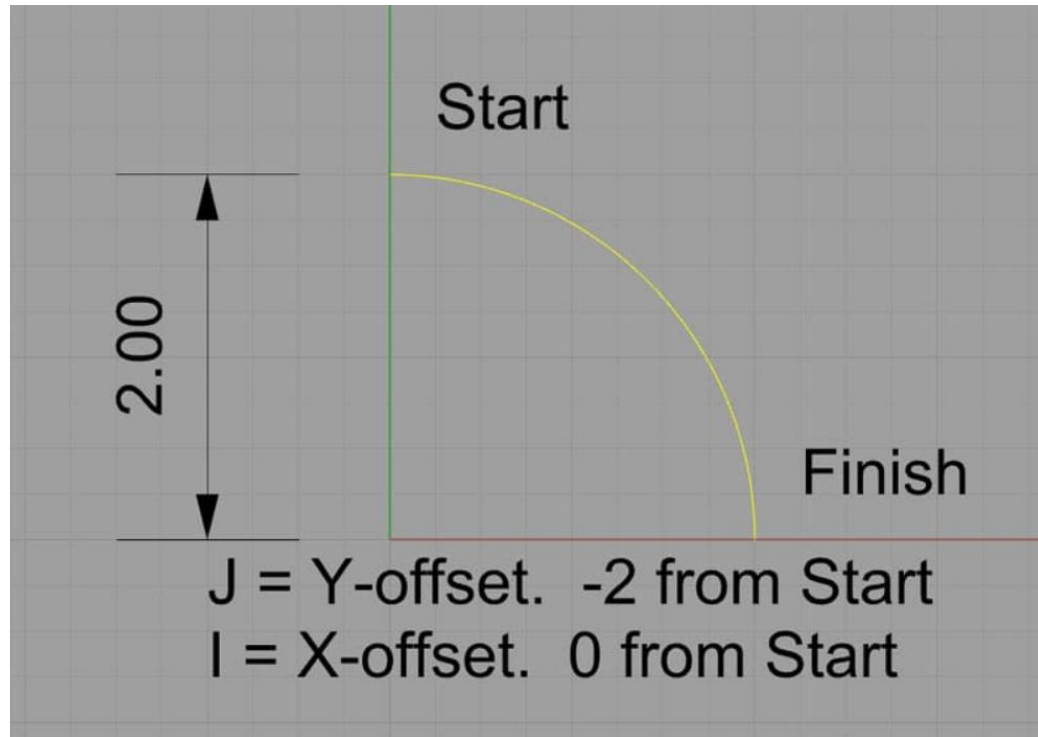 Start
2.00
Finish
J = Y-offset.  -2 from Start
I = X-offset.  0 from Start